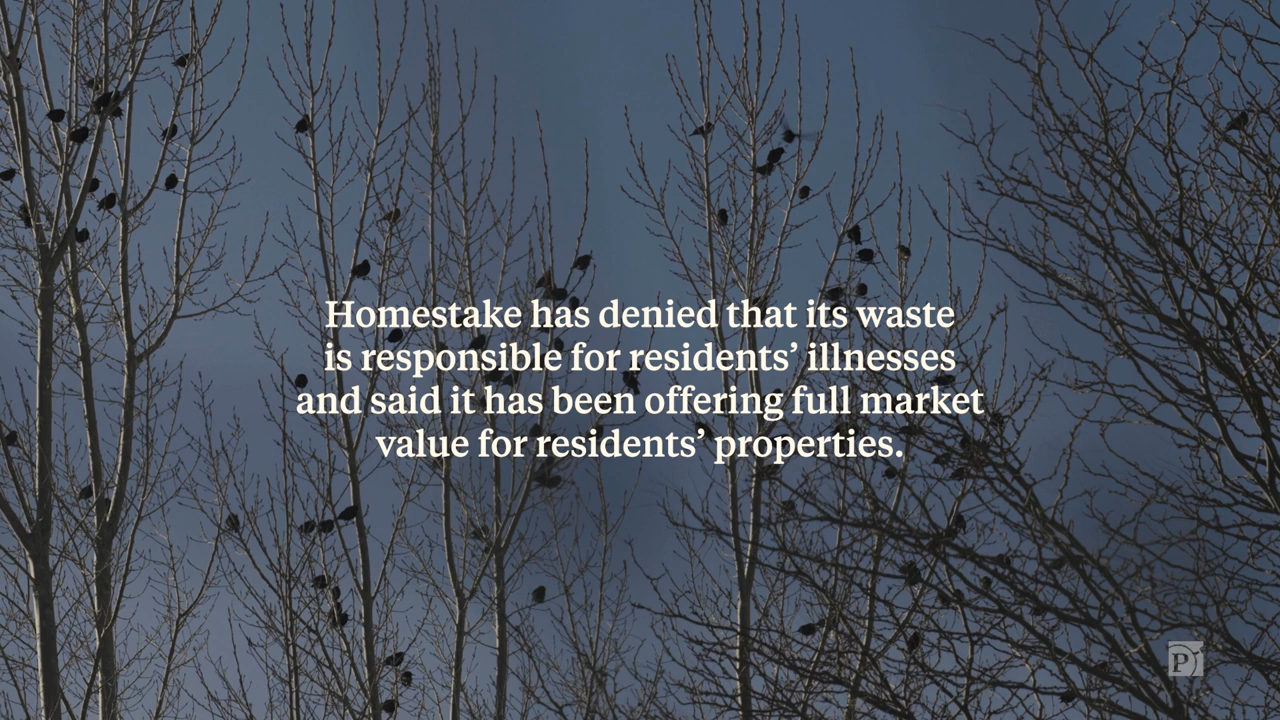 Homestake has denied that its waste
is responsible for residents’ illnesses
and said it has been offering full market
value for residents’ properties.
P